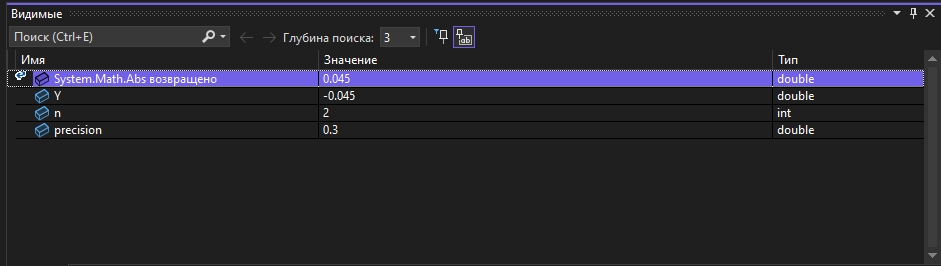 Видимые
Поиск (Ctrl+E) Глубина поиска: 3
Имя Значение Тип
System.Math.Abs возвращено 0.045 double
Y -0.045 double
n 2 int
precision 0.3 double